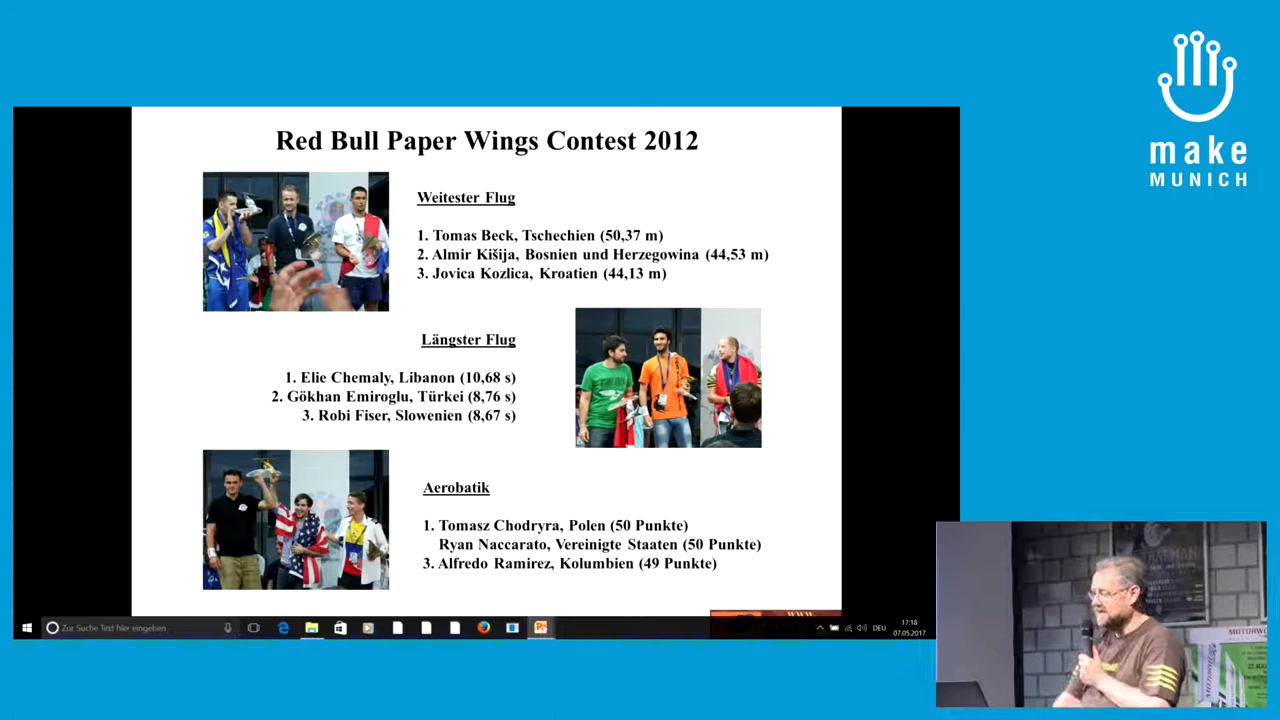 Red Bull Paper Wings Contest 2012
Weitester Flug
1. Tomas Beck, Tschechien (50,37 m)
2. Almir Kišija, Bosnien und Herzegowina (44,53 m)
3. Jovica Kozlica, Kroatien (44,13 m)
Längster Flug
1. Elie Chemaly, Libanon (10,68 s)
2. Gökhan Emiroglu, Türkei (8,76 s)
3. Robi Fiser, Slowenien (8,67 s)
Aerobatik
1. Tomasz Chodryra, Polen (50 Punkte)
Ryan Naccarato, Vereinigte Staaten (50 Punkte)
3. Alfredo Ramirez, Kolumbien (49 Punkte)
WWW.
Zur Suche Text hier eingeben
DEU
17:18
07.05.2017
make
MUNICH